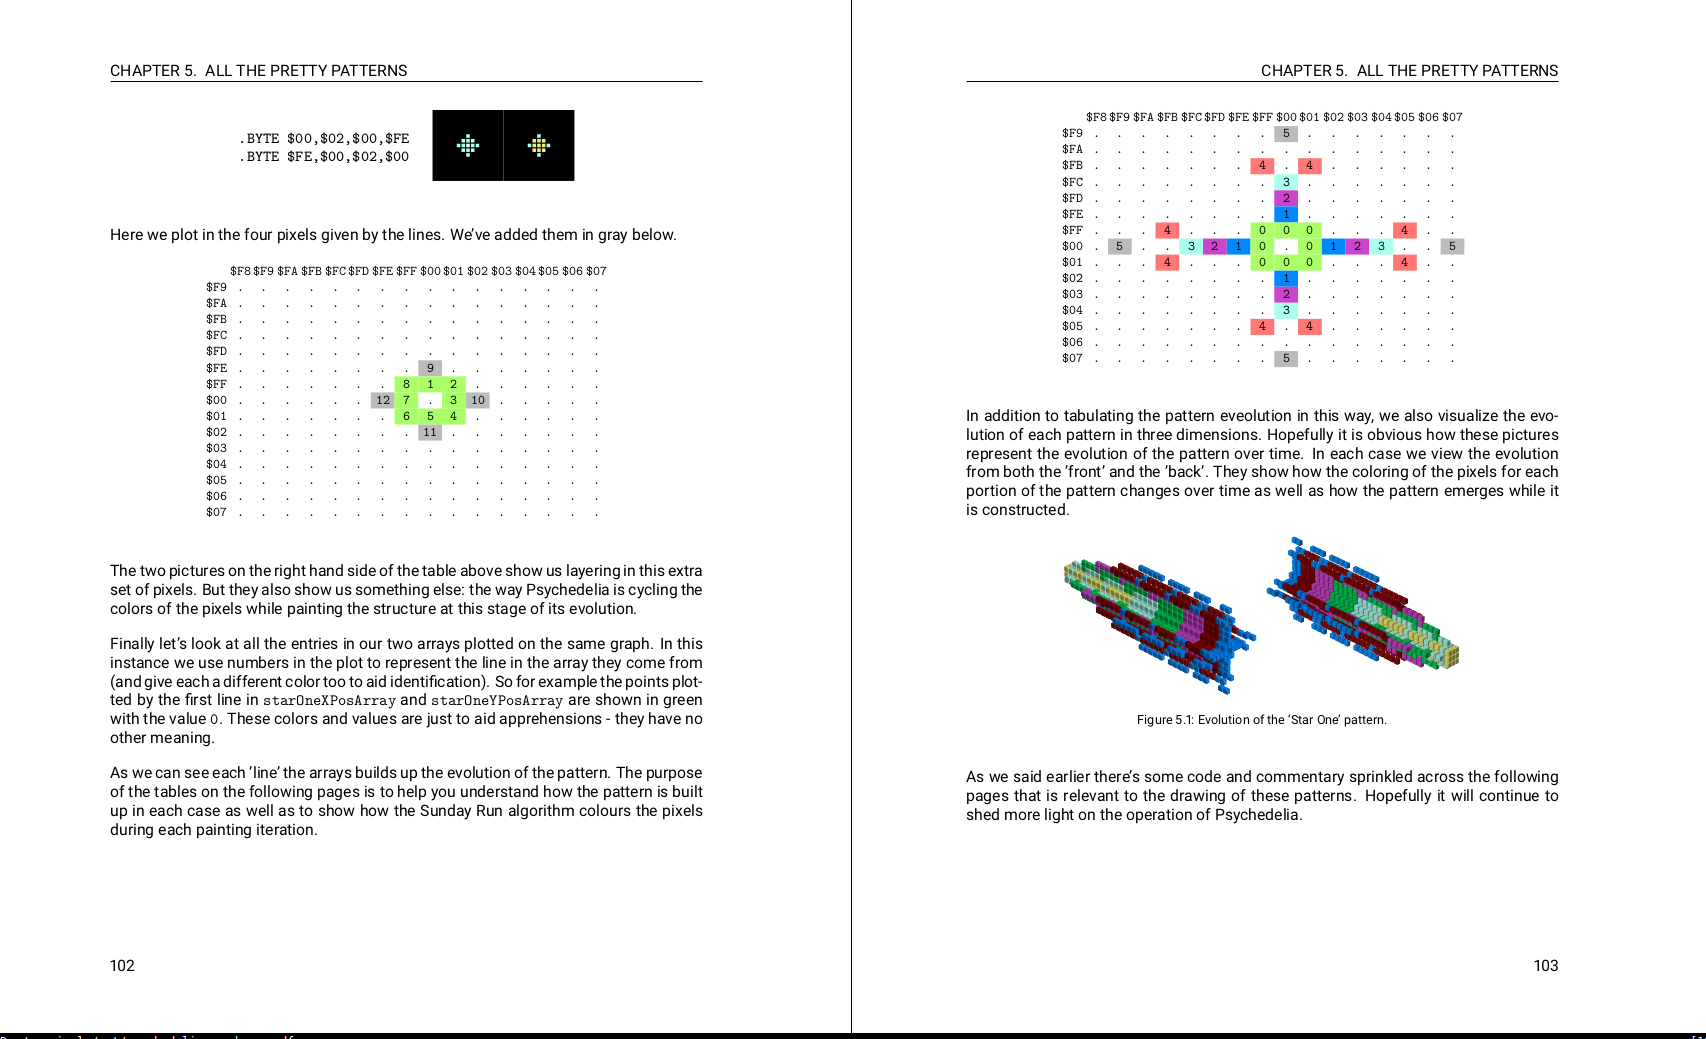 CHAPTER 5. ALL THE PRETTY PATTERNS
.BYTE $00,$02,$00,$FE
.BYTE $FE,$00,$02,$00
Here we plot in the four pixels given by the lines. We've added them in gray below.
$F8 $F9 $FA $FB $FC $FD $FE $FF $00 $01 $02 $03 $04 $05 $06 $07
$F9 . . . . . . . . . . . . . . . .
$FA . . . . . . . . . . . . . . . .
$FB . . . . . . . . . . . . . . . .
$FC . . . . . . . . . . . . . . . .
$FD . . . . . . . . . . . . . . . .
$FE . . . . . . . . 9 . . . . . . .
$FF . . . . . . . 8 1 2 . . . . . .
$00 . . . . . . 12 7 . 3 10 . . . . .
$01 . . . . . . . 6 5 4 . . . . . .
$02 . . . . . . . . 11 . . . . . . .
$03 . . . . . . . . . . . . . . . .
$04 . . . . . . . . . . . . . . . .
$05 . . . . . . . . . . . . . . . .
$06 . . . . . . . . . . . . . . . .
$07 . . . . . . . . . . . . . . . .
The two pictures on the right hand side of the table above show us layering in this extra
set of pixels. But they also show us something else: the way Psychedelia is cycling the
colors of the pixels while painting the structure at this stage of its evolution.
Finally let's look at all the entries in our two arrays plotted on the same graph. In this
instance we use numbers in the plot to represent the line in the array they come from
(and give each a different color too to aid identification). So for example the points plot-
ted by the first line in starOneXPosArray and starOneYPosArray are shown in green
with the value 0. These colors and values are just to aid apprehensions - they have no
other meaning.
As we can see each 'line' the arrays builds up the evolution of the pattern. The purpose
of the tables on the following pages is to help you understand how the pattern is built
up in each case as well as to show how the Sunday Run algorithm colours the pixels
during each painting iteration.
102
CHAPTER 5. ALL THE PRETTY PATTERNS
$F8 $F9 $FA $FB $FC $FD $FE $FF $00 $01 $02 $03 $04 $05 $06 $07
$F9 . . . . . . . . 5 . . . . . . .
$FA . . . . . . . . . . . . . . . .
$FB . . . . . . . 4 . 4 . . . . . .
$FC . . . . . . . . 3 . . . . . . .
$FD . . . . . . . . 2 . . . . . . .
$FE . . . . . . . . 1 . . . . . . .
$FF . . . 4 . . . 0 0 0 . . . 4 . .
$00 . 5 . . 3 2 1 0 . 0 1 2 3 . . 5
$01 . . . 4 . . . 0 0 0 . . . 4 . .
$02 . . . . . . . . 1 . . . . . . .
$03 . . . . . . . . 2 . . . . . . .
$04 . . . . . . . . 3 . . . . . . .
$05 . . . . . . . 4 . 4 . . . . . .
$06 . . . . . . . . . . . . . . . .
$07 . . . . . . . . 5 . . . . . . .
In addition to tabulating the pattern eveolution in this way, we also visualize the evo-
lution of each pattern in three dimensions. Hopefully it is obvious how these pictures
represent the evolution of the pattern over time. In each case we view the evolution
from both the 'front' and the 'back'. They show how the coloring of the pixels for each
portion of the pattern changes over time as well as how the pattern emerges while it
is constructed.
Figure 5.1: Evolution of the 'Star One' pattern.
As we said earlier there's some code and commentary sprinkled across the following
pages that is relevant to the drawing of these patterns. Hopefully it will continue to
shed more light on the operation of Psychedelia.
103